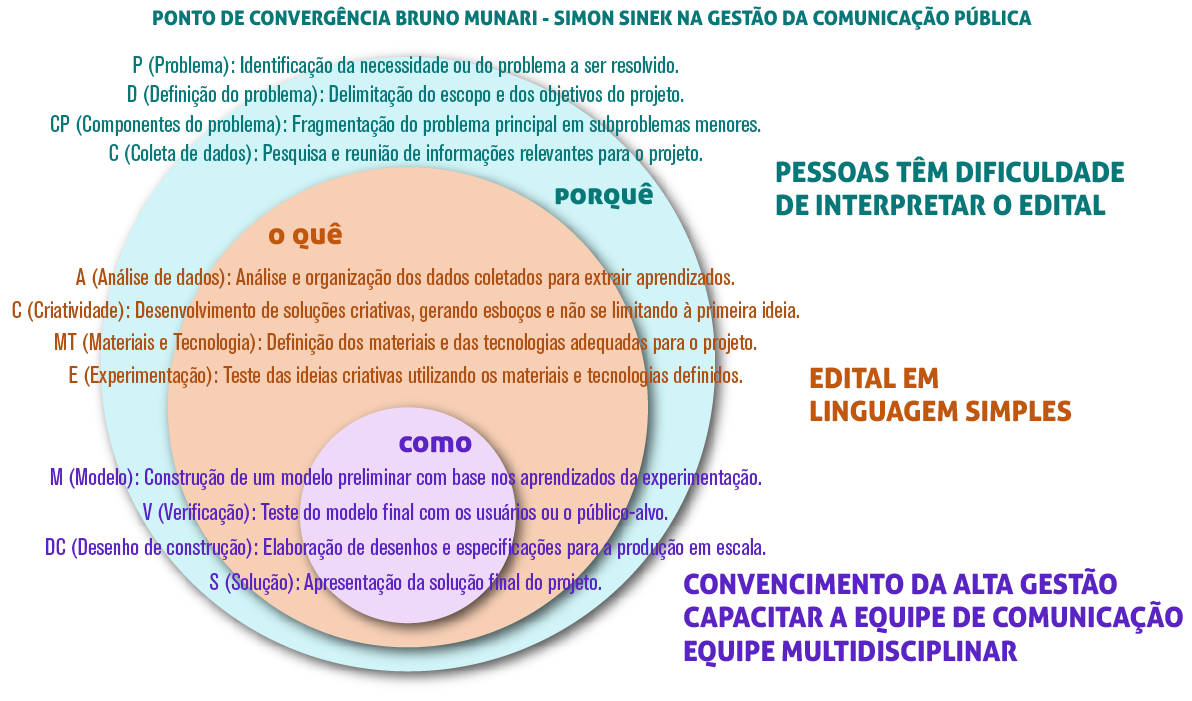 PONTO DE CONVERGÊNCIA BRUNO MUNARI - SIMON SINEK NA GESTÃO DA COMUNICAÇÃO PÚBLICA
P (Problema): Identificação da necessidade ou do problema a ser resolvido.
D (Definição do problema): Delimitação do escopo e dos objetivos do projeto.
CP (Componentes do problema): Fragmentação do problema principal em subproblemas menores.
C (Coleta de dados): Pesquisa e reunião de informações relevantes para o projeto.
PORQUÊ
PESSOAS TÊM DIFICULDADE
DE INTERPRETAR O EDITAL
O QUÊ
A (Análise de dados): Análise e organização dos dados coletados para extrair aprendizados.
C (Criatividade): Desenvolvimento de soluções criativas, gerando esboços e não se limitando à primeira ideia.
MT (Materiais e Tecnologia): Definição dos materiais e das tecnologias adequadas para o projeto.
E (Experimentação): Teste das ideias criativas utilizando os materiais e tecnologias definidos.
EDITAL EM
LINGUAGEM SIMPLES
COMO
M (Modelo): Construção de um modelo preliminar com base nos aprendizados da experimentação.
V (Verificação): Teste do modelo final com os usuários ou o público-alvo.
DC (Desenho de construção): Elaboração de desenhos e especificações para a produção em escala.
S (Solução): Apresentação da solução final do projeto.
CONVENCIMENTO DA ALTA GESTÃO
CAPACITAR A EQUIPE DE COMUNICAÇÃO
EQUIPE MULTIDISCIPLINAR